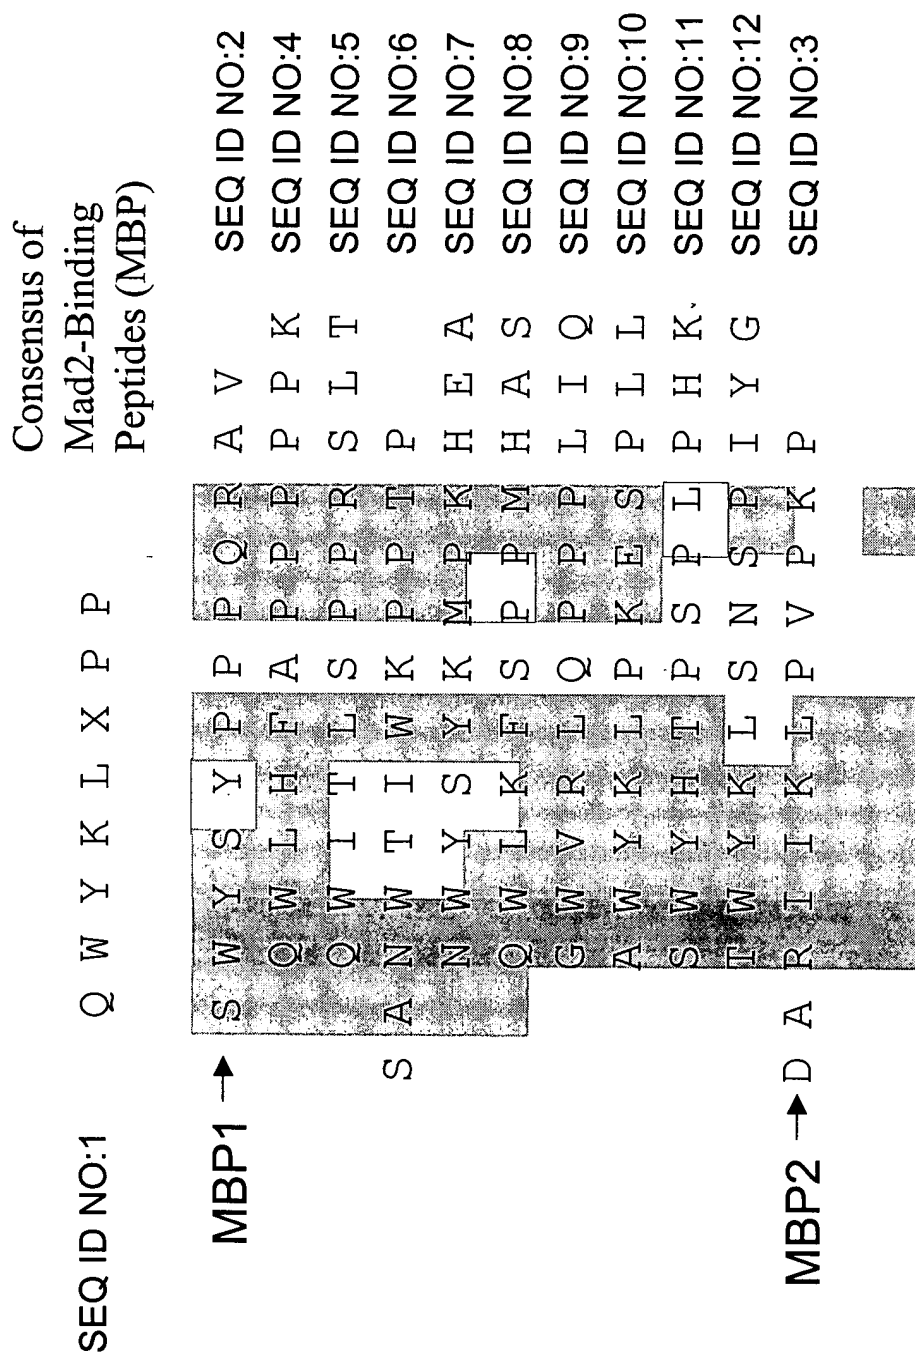 Consensus of
Mad2-Binding
Peptides (MBP)
SEQ ID NO:1 Q W Y K L X P P
MBP1 → S W Y S Y P P P Q R A V SEQ ID NO:2
Q W L H F A P P P P P K SEQ ID NO:4
Q W I T L S P P R S L T SEQ ID NO:5
S A N W T I W K P P T P SEQ ID NO:6
N W Y S Y K M P K H E A SEQ ID NO:7
Q W L K F S P P M H A S SEQ ID NO:8
G W V R L Q P P P L I Q SEQ ID NO:9
A W Y K L P K E S P L L SEQ ID NO:10
S W Y H T P S P L P H K SEQ ID NO:11
T W Y K L S N S P I Y G SEQ ID NO:12
MBP2 → D A R I I K L P V P K P SEQ ID NO:3